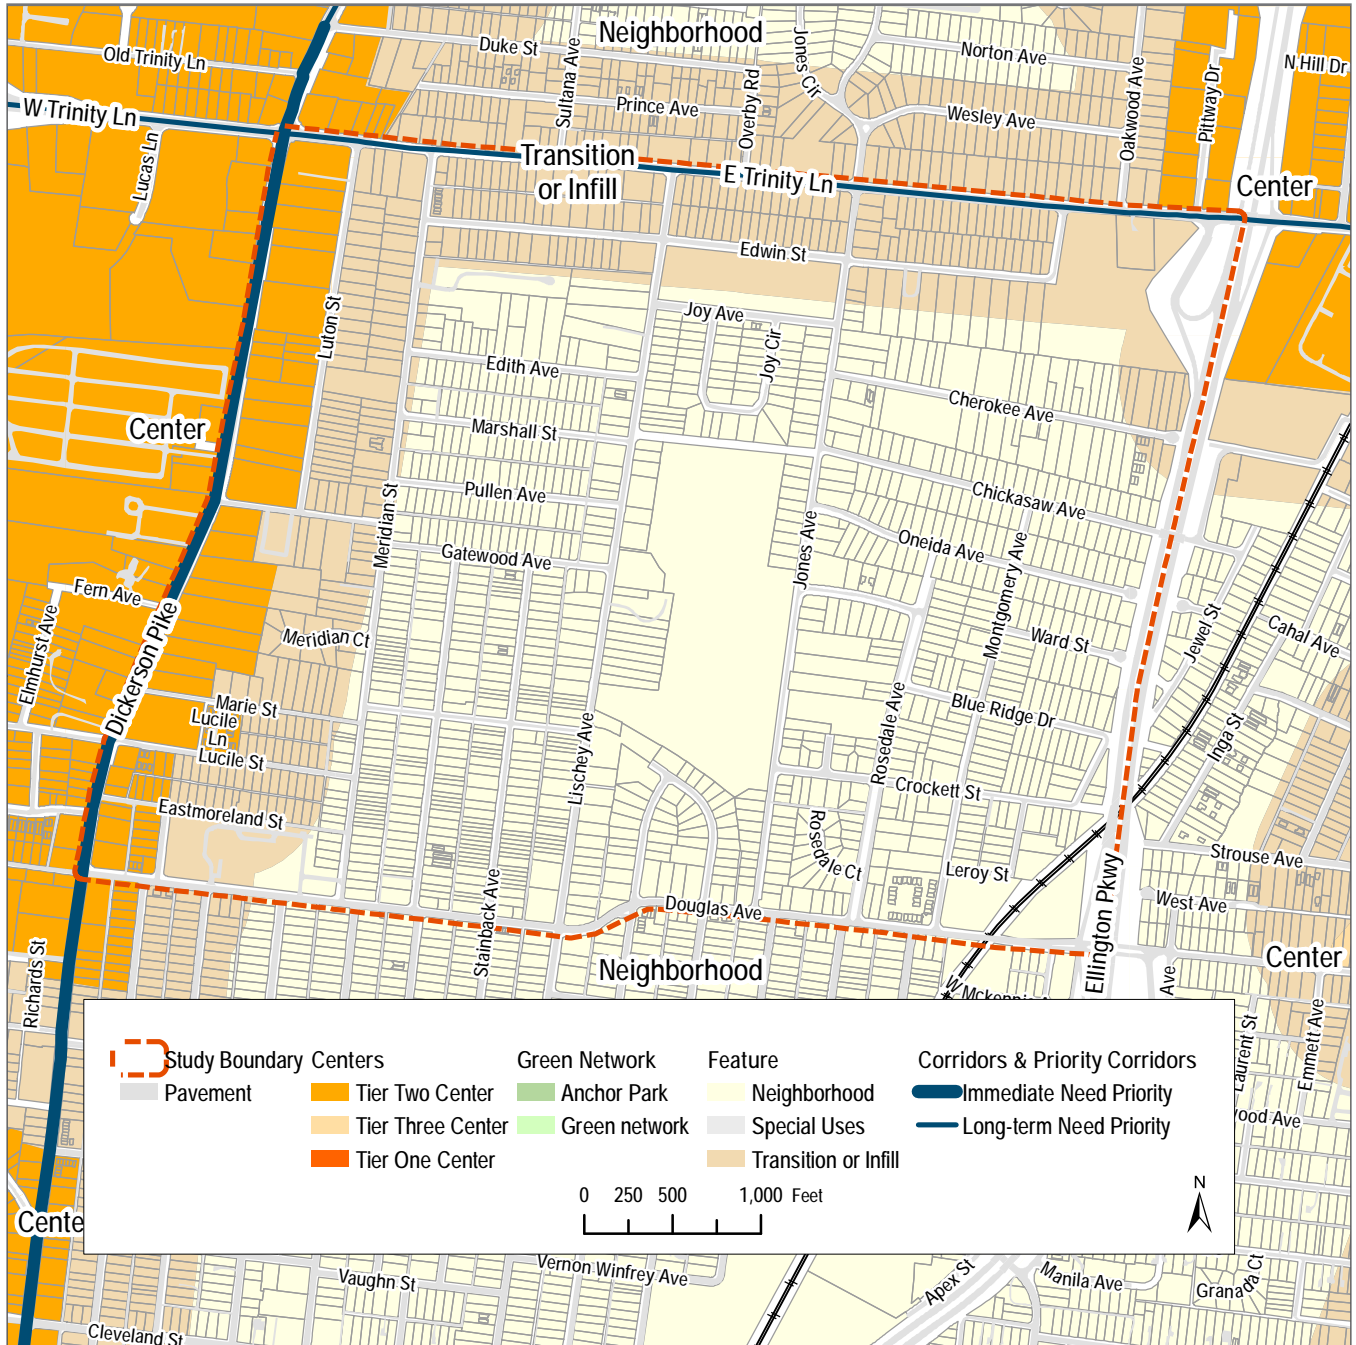 Neighborhood
Duke St
Sultana Ave
Jones Cir
Norton Ave
N Hill Dr
Old Trinity Ln
Overby Rd
Oakwood Ave
Pittway Dr
Prince Ave
Wesley Ave
W Trinity Ln
Lucas Ln
Transition
or Infill
E Trinity Ln
Center
Edwin St
Luton St
Joy Ave
Joy Cir
Edith Ave
Cherokee Ave
Center
Marshall St
Pullen Ave
Chickasaw Ave
Meridian St
Jones Ave
Oneida Ave
Gatewood Ave
Montgomery Ave
Fern Ave
Elmhurst Ave
Meridian Ct
Ward St
Jewel St
Cahal Ave
Dickerson Pike
Marie St
Lucile
Ln
Lucile St
Lischey Ave
Rosedale Ave
Blue Ridge Dr
Inga St
Eastmoreland St
Crockett St
Rosedale Ct
Leroy St
Strouse Ave
Douglas Ave
Stainback Ave
Ellington Pkwy
West Ave
Richards St
Neighborhood
Center
Ave
Laurent St
Emmett Ave
Study Boundary
Pavement
Centers
Tier Two Center
Tier Three Center
Tier One Center
Green Network
Anchor Park
Green network
Feature
Neighborhood
Special Uses
Transition or Infill
Corridors & Priority Corridors
Immediate Need Priority
Long-term Need Priority
0 250 500 1,000 Feet
N
Cente
Vaughn St
Vernon Winfrey Ave
Apex St
Manila Ave
Granada Ct
Cleveland St